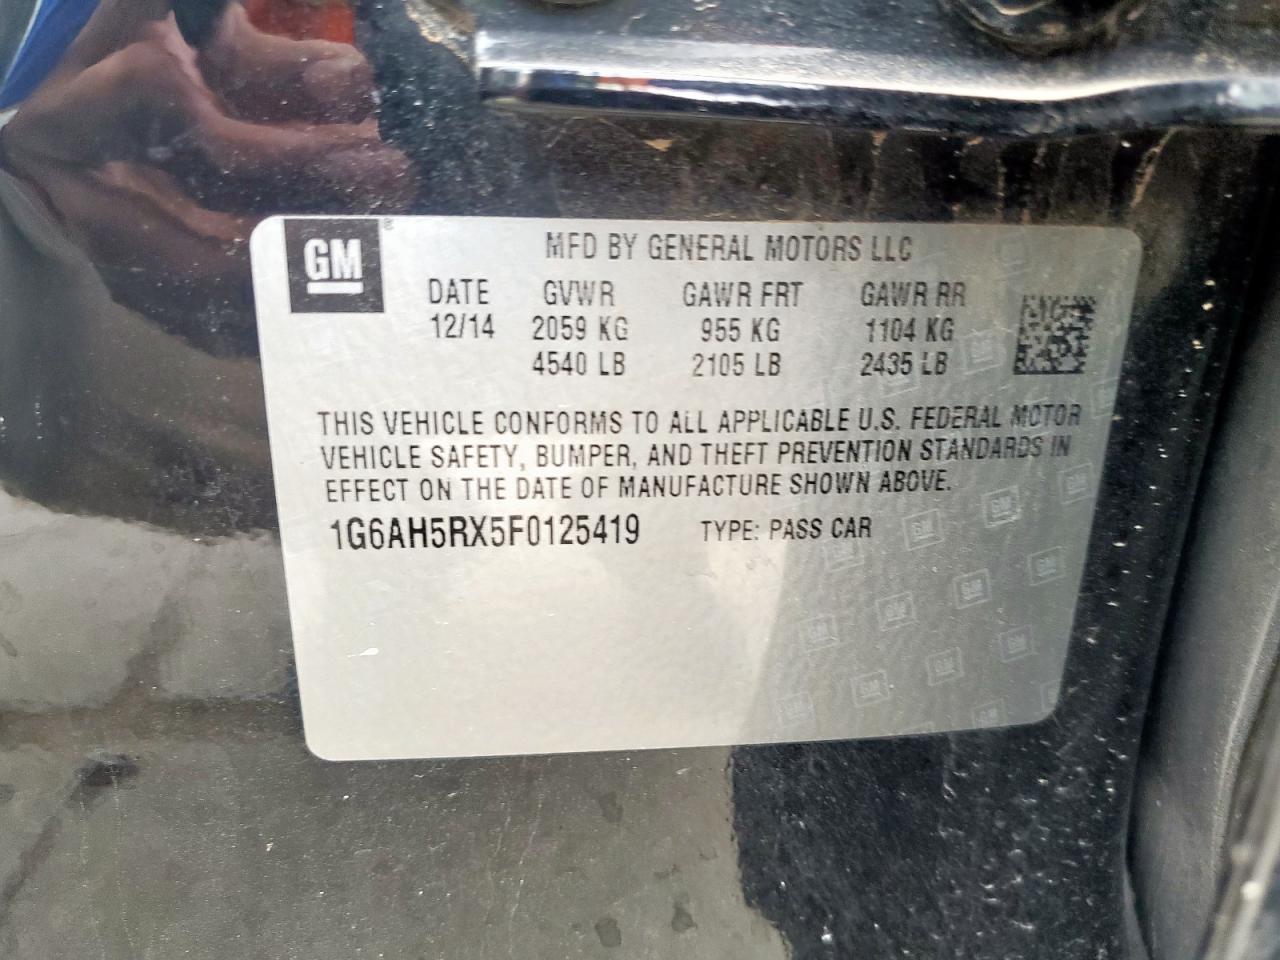 GM ®
MFD BY GENERAL MOTORS LLC
DATE GVWR GAWR FRT GAWR RR
12/14 2059 KG 955 KG 1104 KG
4540 LB 2105 LB 2435 LB
THIS VEHICLE CONFORMS TO ALL APPLICABLE U.S. FEDERAL MOTOR
VEHICLE SAFETY, BUMPER, AND THEFT PREVENTION STANDARDS IN
EFFECT ON THE DATE OF MANUFACTURE SHOWN ABOVE.
1G6AH5RX5F0125419 TYPE: PASS CAR